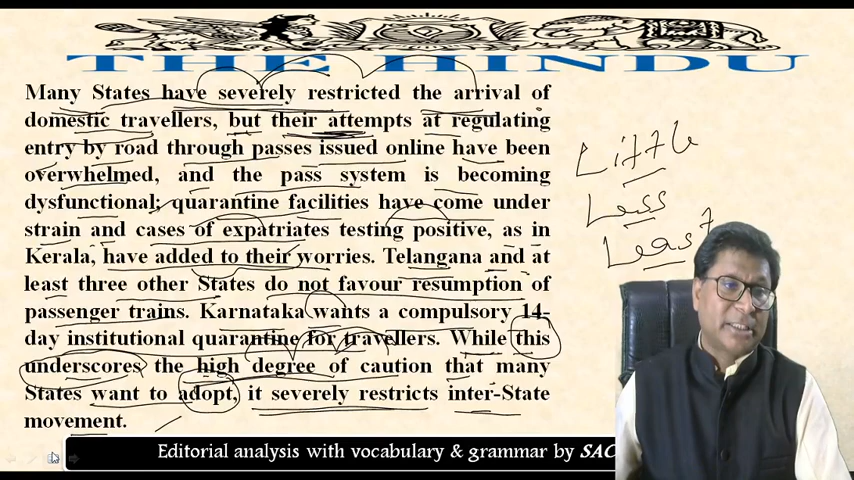 THE HINDU
Many States have severely restricted the arrival of
domestic travellers, but their attempts at regulating
entry by road through passes issued online have been
overwhelmed, and the pass system is becoming
dysfunctional; quarantine facilities have come under
strain and cases of expatriates testing positive, as in
Kerala, have added to their worries. Telangana and at
least three other States do not favour resumption of
passenger trains. Karnataka wants a compulsory 14-
day institutional quarantine for travellers. While this
underscores the high degree of caution that many
States want to adopt, it severely restricts inter-State
movement.
Little
Less
Least
Editorial analysis with vocabulary & grammar by SAC